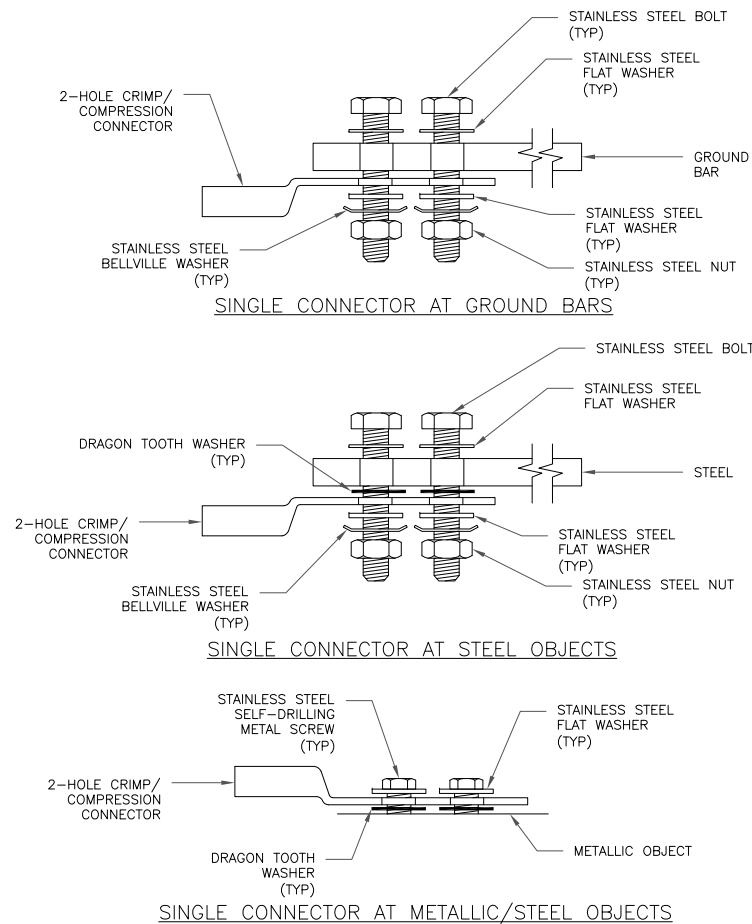 STAINLESS STEEL BOLT
(TYP)
STAINLESS STEEL
FLAT WASHER
(TYP)
2-HOLE CRIMP/
COMPRESSION
CONNECTOR
GROUND
BAR
STAINLESS STEEL
FLAT WASHER
(TYP)
STAINLESS STEEL
BELLVILLE WASHER
(TYP)
STAINLESS STEEL NUT
(TYP)
SINGLE CONNECTOR AT GROUND BARS
STAINLESS STEEL BOLT
STAINLESS STEEL
FLAT WASHER
DRAGON TOOTH WASHER
(TYP)
STEEL
2-HOLE CRIMP/
COMPRESSION
CONNECTOR
STAINLESS STEEL
FLAT WASHER
(TYP)
STAINLESS STEEL
BELLVILLE WASHER
(TYP)
STAINLESS STEEL NUT
(TYP)
SINGLE CONNECTOR AT STEEL OBJECTS
STAINLESS STEEL
SELF-DRILLING
METAL SCREW
(TYP)
STAINLESS STEEL
FLAT WASHER
(TYP)
2-HOLE CRIMP/
COMPRESSION
CONNECTOR
DRAGON TOOTH
WASHER
(TYP)
METALLIC OBJECT
SINGLE CONNECTOR AT METALLIC/STEEL OBJECTS